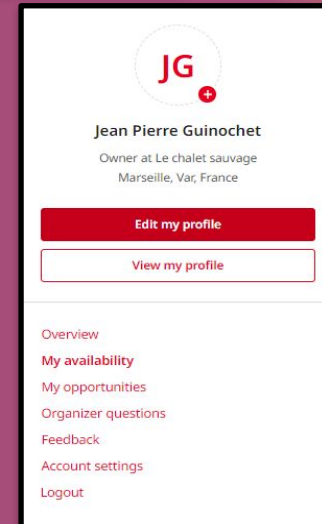 JG
Jean Pierre Guinochet
Owner at Le chalet sauvage
Marseille, Var, France
Edit my profile
View my profile
Overview
My availability
My opportunities
Organizer questions
Feedback
Account settings
Logout